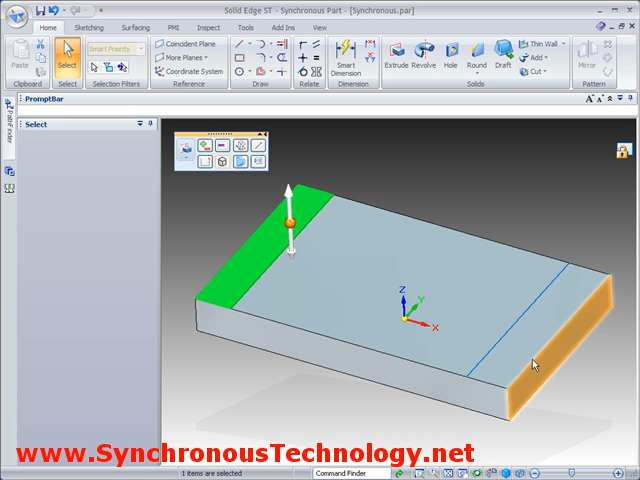 Solid Edge ST - Synchronous Part - [Synchronous.par]
Home Sketching Surfacing PMI Inspect Tools Add Ins View
Paste
Clipboard
Select
Select
Smart Priority
Selection Filters
Coincident Plane
More Planes
Coordinate System
Reference
Draw
Relate
Smart Dimension
Dimension
Extrude Revolve Hole Round Draft
Thin Wall
Add
Cut
Solids
Mirror
Pattern
PromptBar
PathFinder
Select
Z
Y
X
www.SynchronousTechnology.net
1 items are selected
Command Finder